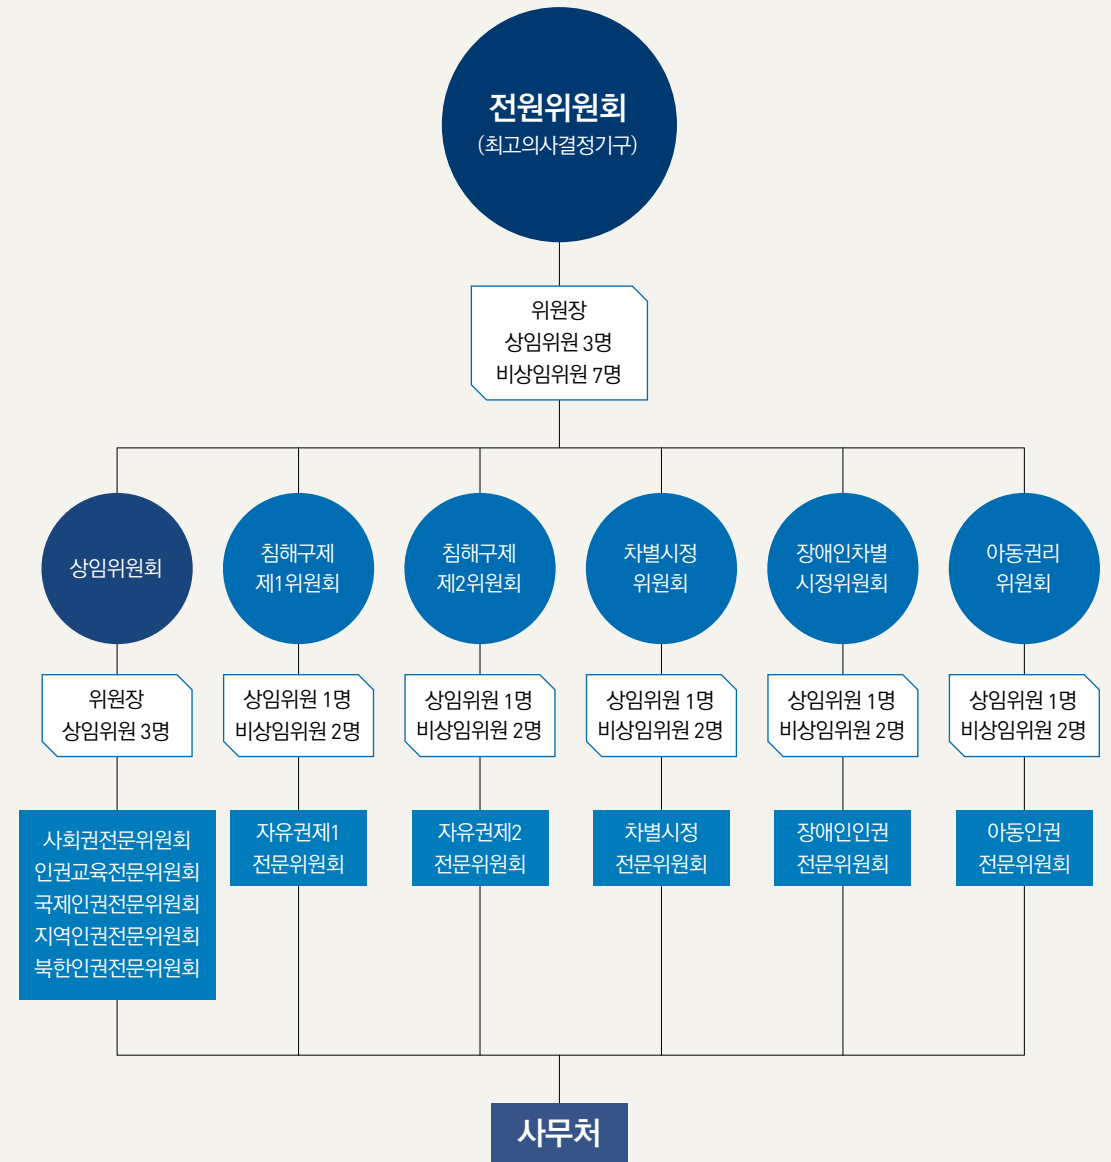 전원위원회
(최고의사결정기구)
위원장
상임위원 3명
비상임위원 7명
상임위원회
침해구제
제1위원회
침해구제
제2위원회
차별시정
위원회
장애인차별
시정위원회
아동권리
위원회
위원장
상임위원 3명
상임위원 1명
비상임위원 2명
상임위원 1명
비상임위원 2명
상임위원 1명
비상임위원 2명
상임위원 1명
비상임위원 2명
상임위원 1명
비상임위원 2명
사회권전문위원회
인권교육전문위원회
국제인권전문위원회
지역인권전문위원회
북한인권전문위원회
자유권제1
전문위원회
자유권제2
전문위원회
차별시정
전문위원회
장애인인권
전문위원회
아동인권
전문위원회
사무처